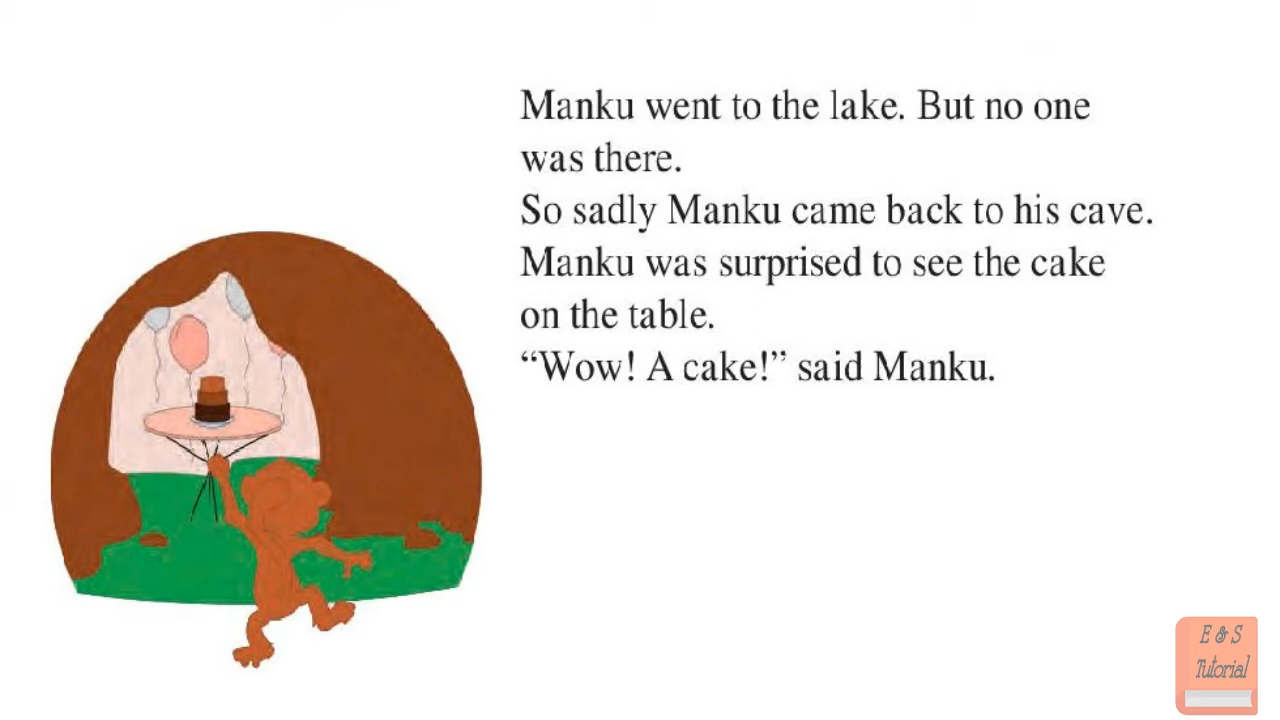 Manku went to the lake. But no one
was there.
So sadly Manku came back to his cave.
Manku was surprised to see the cake
on the table.
“Wow! A cake!” said Manku.
E & S
Tutorial